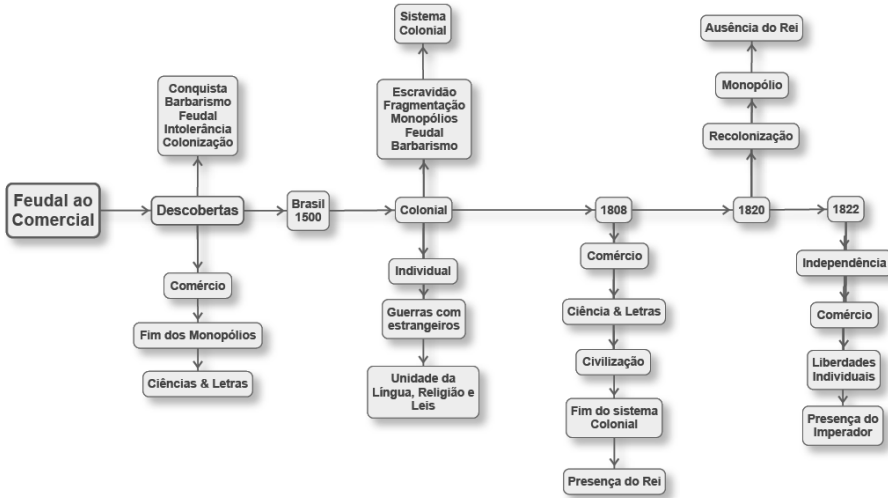 Sistema
Colonial
Ausência do Rei
Conquista
Barbarismo
Feudal
Intolerância
Colonização
Escravidão
Fragmentação
Monopólios
Feudal
Barbarismo
Monopólio
Recolonização
Feudal ao
Comercial
Descobertas
Brasil
1500
Colonial
1808
1820
1822
Comércio
Fim dos Monopólios
Ciências & Letras
Individual
Guerras com
estrangeiros
Unidade da
Língua, Religião e
Leis
Comércio
Ciência & Letras
Civilização
Fim do sistema
Colonial
Presença do Rei
Independência
Comércio
Liberdades
Individuais
Presença do
Imperador